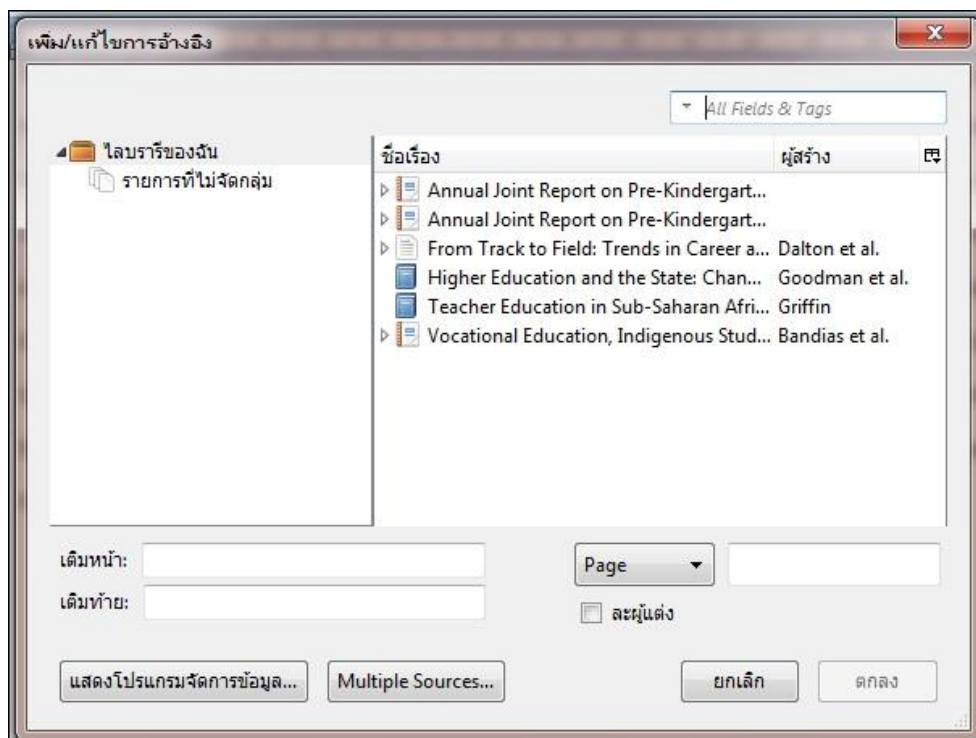 เพิ่ม/แก้ไขการอ้างอิง
All Fields & Tags
ไลบรารีของฉัน
รายการที่ไม่จัดกลุ่ม
ชื่อเรื่อง ผู้สร้าง
Annual Joint Report on Pre-Kindergart...
Annual Joint Report on Pre-Kindergart...
From Track to Field: Trends in Career a... Dalton et al.
Higher Education and the State: Chan... Goodman et al.
Teacher Education in Sub-Saharan Afri... Griffin
Vocational Education, Indigenous Stud... Bandias et al.
เติมหน้า:
Page
เติมท้าย:
ละผู้แต่ง
แสดงโปรแกรมจัดการข้อมูล... Multiple Sources... ยกเลิก ตกลง